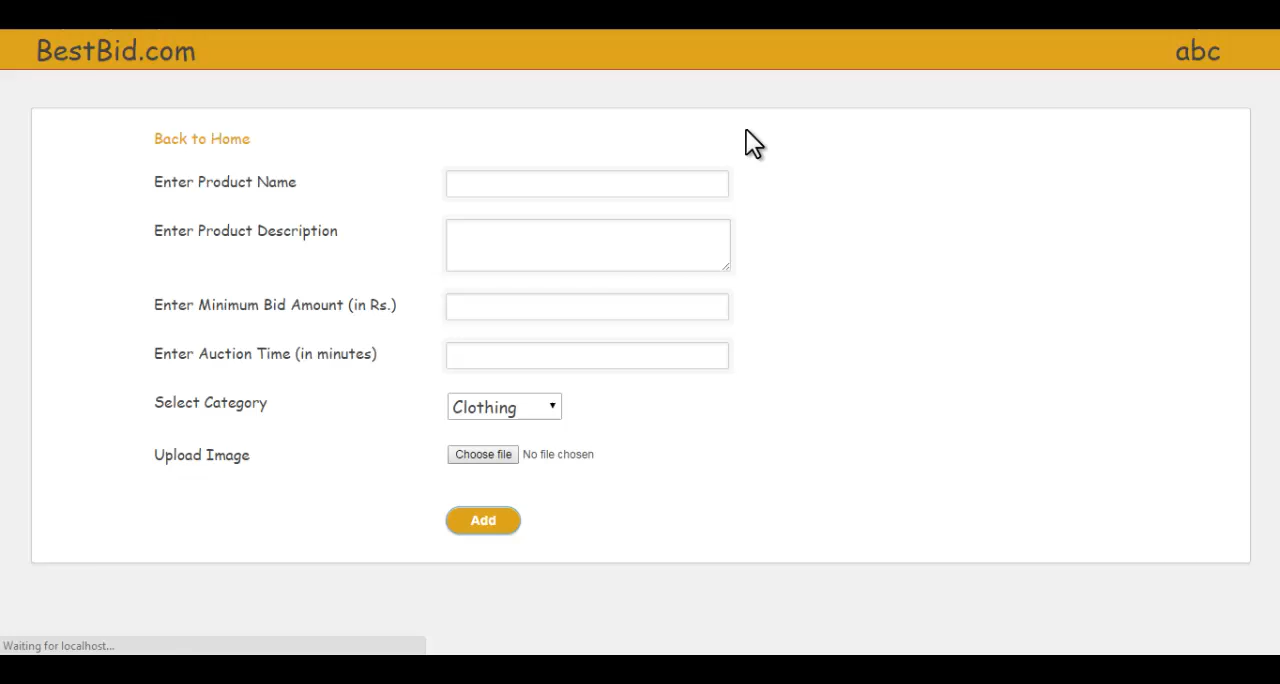 BestBid.com abc
Back to Home
Enter Product Name
Enter Product Description
Enter Minimum Bid Amount (in Rs.)
Enter Auction Time (in minutes)
Select Category Clothing
Upload Image Choose file No file chosen
Add
Waiting for localhost...